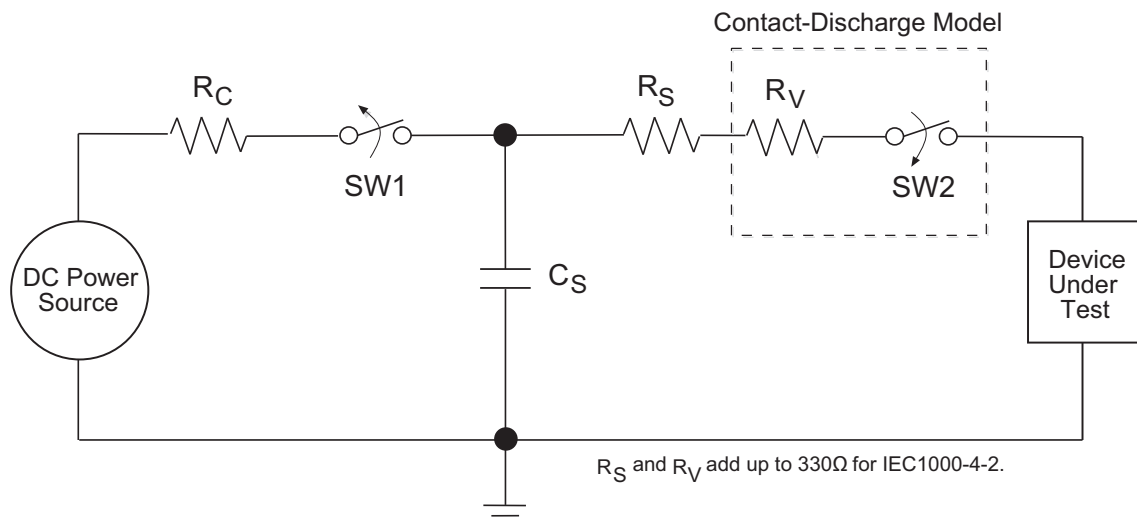 Contact-Discharge Model
RC
RS
RV
SW1
SW2
DC Power
Source
CS
Device
Under
Test
RS and RV add up to 330Ω for IEC1000-4-2.